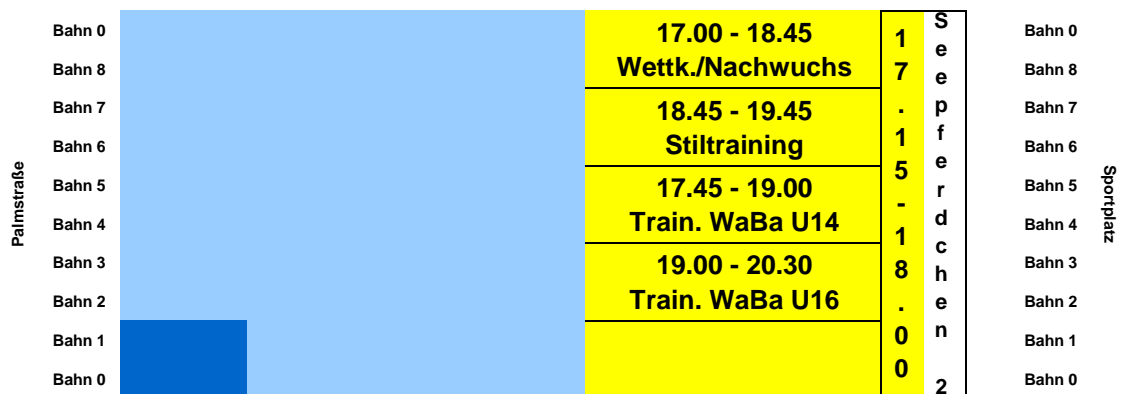 Palmstraße
Bahn 0
Bahn 8
Bahn 7
Bahn 6
Bahn 5
Bahn 4
Bahn 3
Bahn 2
Bahn 1
Bahn 0
17.00 - 18.45
Wettk./Nachwuchs
18.45 - 19.45
Stiltraining
17.45 - 19.00
Train. WaBa U14
19.00 - 20.30
Train. WaBa U16
17.15-18.00
Seepferdchen 2
Bahn 0
Bahn 8
Bahn 7
Bahn 6
Bahn 5
Bahn 4
Bahn 3
Bahn 2
Bahn 1
Bahn 0
Sportplatz